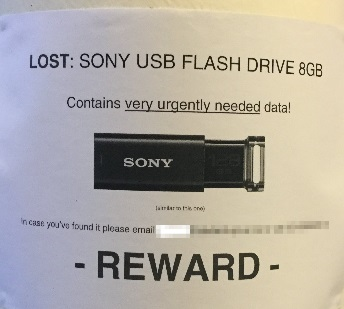 LOST: SONY USB FLASH DRIVE 8GB
Contains very urgently needed data!
SONY
(similar to this one)
In case you've found it please email
- REWARD -